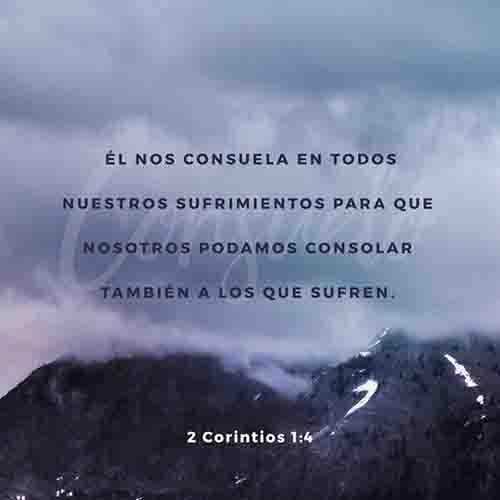 ÉL NOS CONSUELA EN TODOS
NUESTROS SUFRIMIENTOS PARA QUE
NOSOTROS PODAMOS CONSOLAR
TAMBIÉN A LOS QUE SUFREN.
Consuelo
2 Corintios 1:4